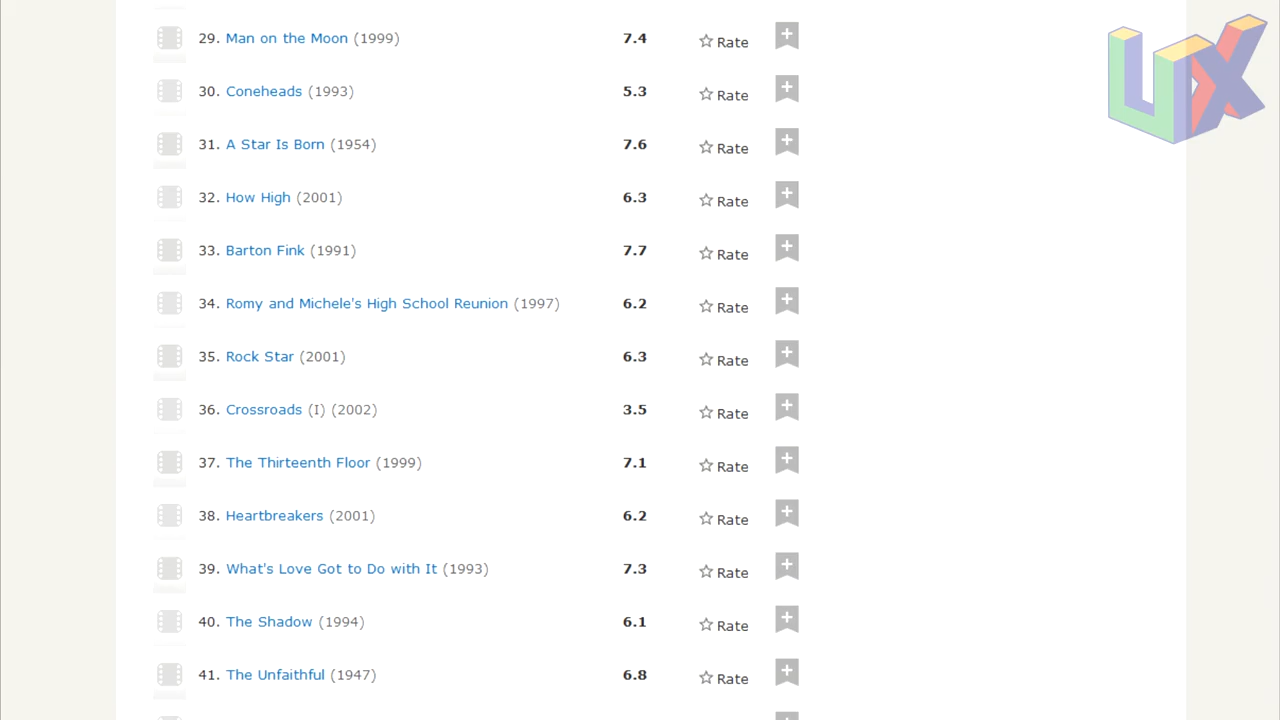 29. Man on the Moon (1999) 7.4 Rate
30. Coneheads (1993) 5.3 Rate
31. A Star Is Born (1954) 7.6 Rate
32. How High (2001) 6.3 Rate
33. Barton Fink (1991) 7.7 Rate
34. Romy and Michele's High School Reunion (1997) 6.2 Rate
35. Rock Star (2001) 6.3 Rate
36. Crossroads (I) (2002) 3.5 Rate
37. The Thirteenth Floor (1999) 7.1 Rate
38. Heartbreakers (2001) 6.2 Rate
39. What's Love Got to Do with It (1993) 7.3 Rate
40. The Shadow (1994) 6.1 Rate
41. The Unfaithful (1947) 6.8 Rate
UX